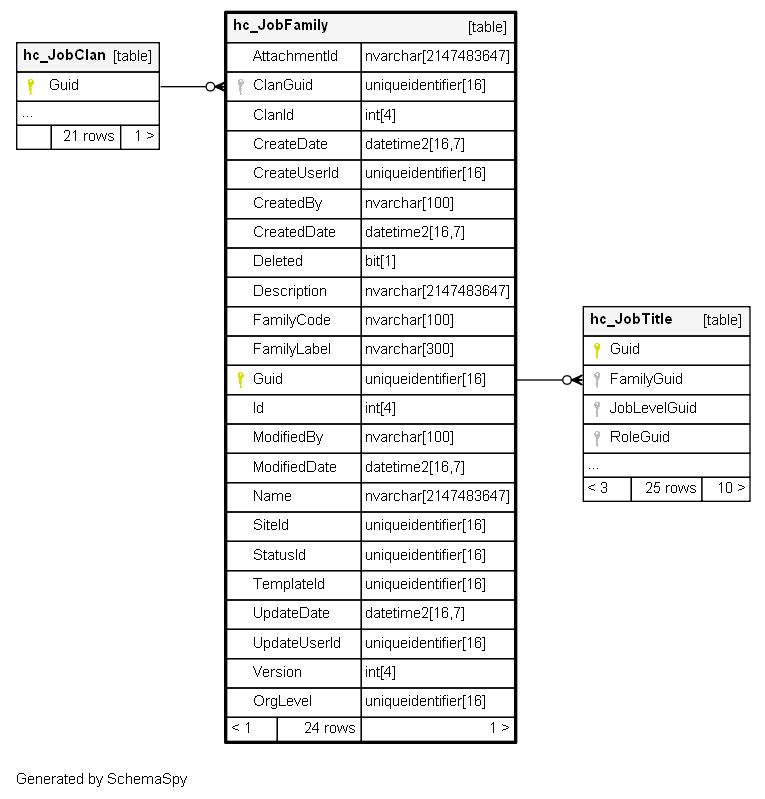 hc_JobClan [table]
Guid
...
21 rows 1 >
hc_JobFamily [table]
AttachmentId nvarchar[2147483647]
ClanGuid uniqueidentifier[16]
ClanId int[4]
CreateDate datetime2[16,7]
CreateUserId uniqueidentifier[16]
CreatedBy nvarchar[100]
CreatedDate datetime2[16,7]
Deleted bit[1]
Description nvarchar[2147483647]
FamilyCode nvarchar[100]
FamilyLabel nvarchar[300]
Guid uniqueidentifier[16]
Id int[4]
ModifiedBy nvarchar[100]
ModifiedDate datetime2[16,7]
Name nvarchar[2147483647]
SiteId uniqueidentifier[16]
StatusId uniqueidentifier[16]
TemplateId uniqueidentifier[16]
UpdateDate datetime2[16,7]
UpdateUserId uniqueidentifier[16]
Version int[4]
OrgLevel uniqueidentifier[16]
< 1 24 rows 1 >
hc_JobTitle [table]
Guid
FamilyGuid
JobLevelGuid
RoleGuid
...
< 3 25 rows 10 >
Generated by SchemaSpy